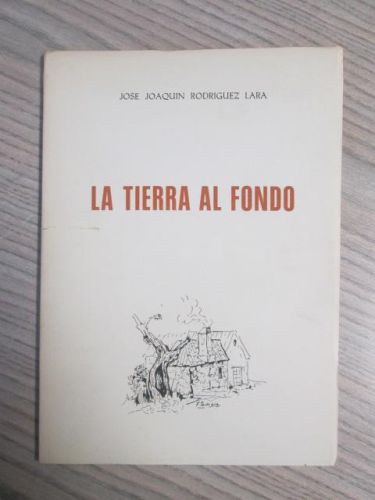 JOSE JOAQUIN RODRIGUEZ LARA
LA TIERRA AL FONDO